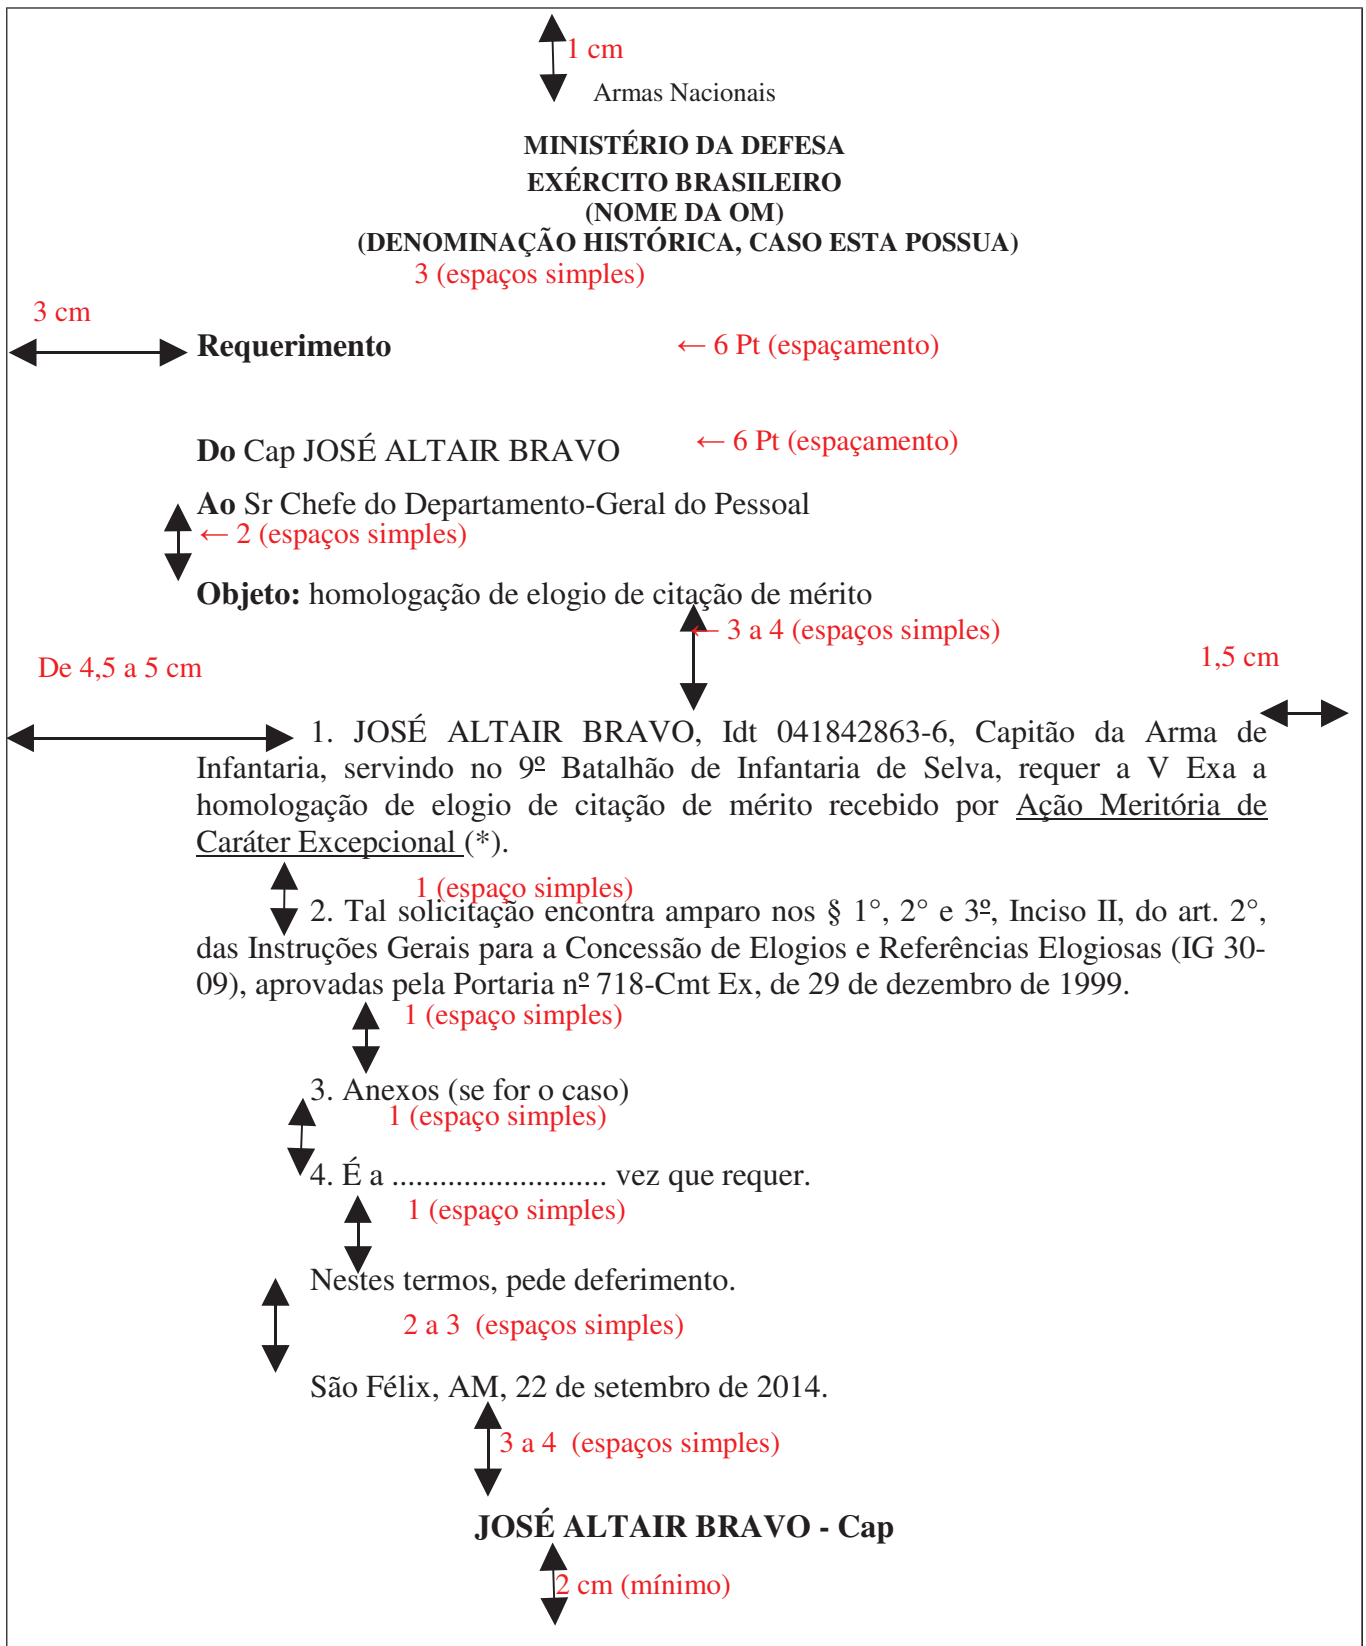 1 cm
Armas Nacionais
MINISTÉRIO DA DEFESA
EXÉRCITO BRASILEIRO
(NOME DA OM)
(DENOMINAÇÃO HISTÓRICA, CASO ESTA POSSUA)
3 (espaços simples)
3 cm
Requerimento ← 6 Pt (espaçamento)
Do Cap JOSÉ ALTAIR BRAVO ← 6 Pt (espaçamento)
Ao Sr Chefe do Departamento-Geral do Pessoal
← 2 (espaços simples)
Objeto: homologação de elogio de citação de mérito
← 3 a 4 (espaços simples)
De 4,5 a 5 cm 1,5 cm
1. JOSÉ ALTAIR BRAVO, Idt 041842863-6, Capitão da Arma de
Infantaria, servindo no 9º Batalhão de Infantaria de Selva, requer a V Exa a
homologação de elogio de citação de mérito recebido por Ação Meritória de
Caráter Excepcional (*).
1 (espaço simples)
2. Tal solicitação encontra amparo nos § 1°, 2° e 3º, Inciso II, do art. 2°,
das Instruções Gerais para a Concessão de Elogios e Referências Elogiosas (IG 30-
09), aprovadas pela Portaria nº 718-Cmt Ex, de 29 de dezembro de 1999.
1 (espaço simples)
3. Anexos (se for o caso)
1 (espaço simples)
4. É a ........................... vez que requer.
1 (espaço simples)
Nestes termos, pede deferimento.
2 a 3 (espaços simples)
São Félix, AM, 22 de setembro de 2014.
3 a 4 (espaços simples)
JOSÉ ALTAIR BRAVO - Cap
2 cm (mínimo)